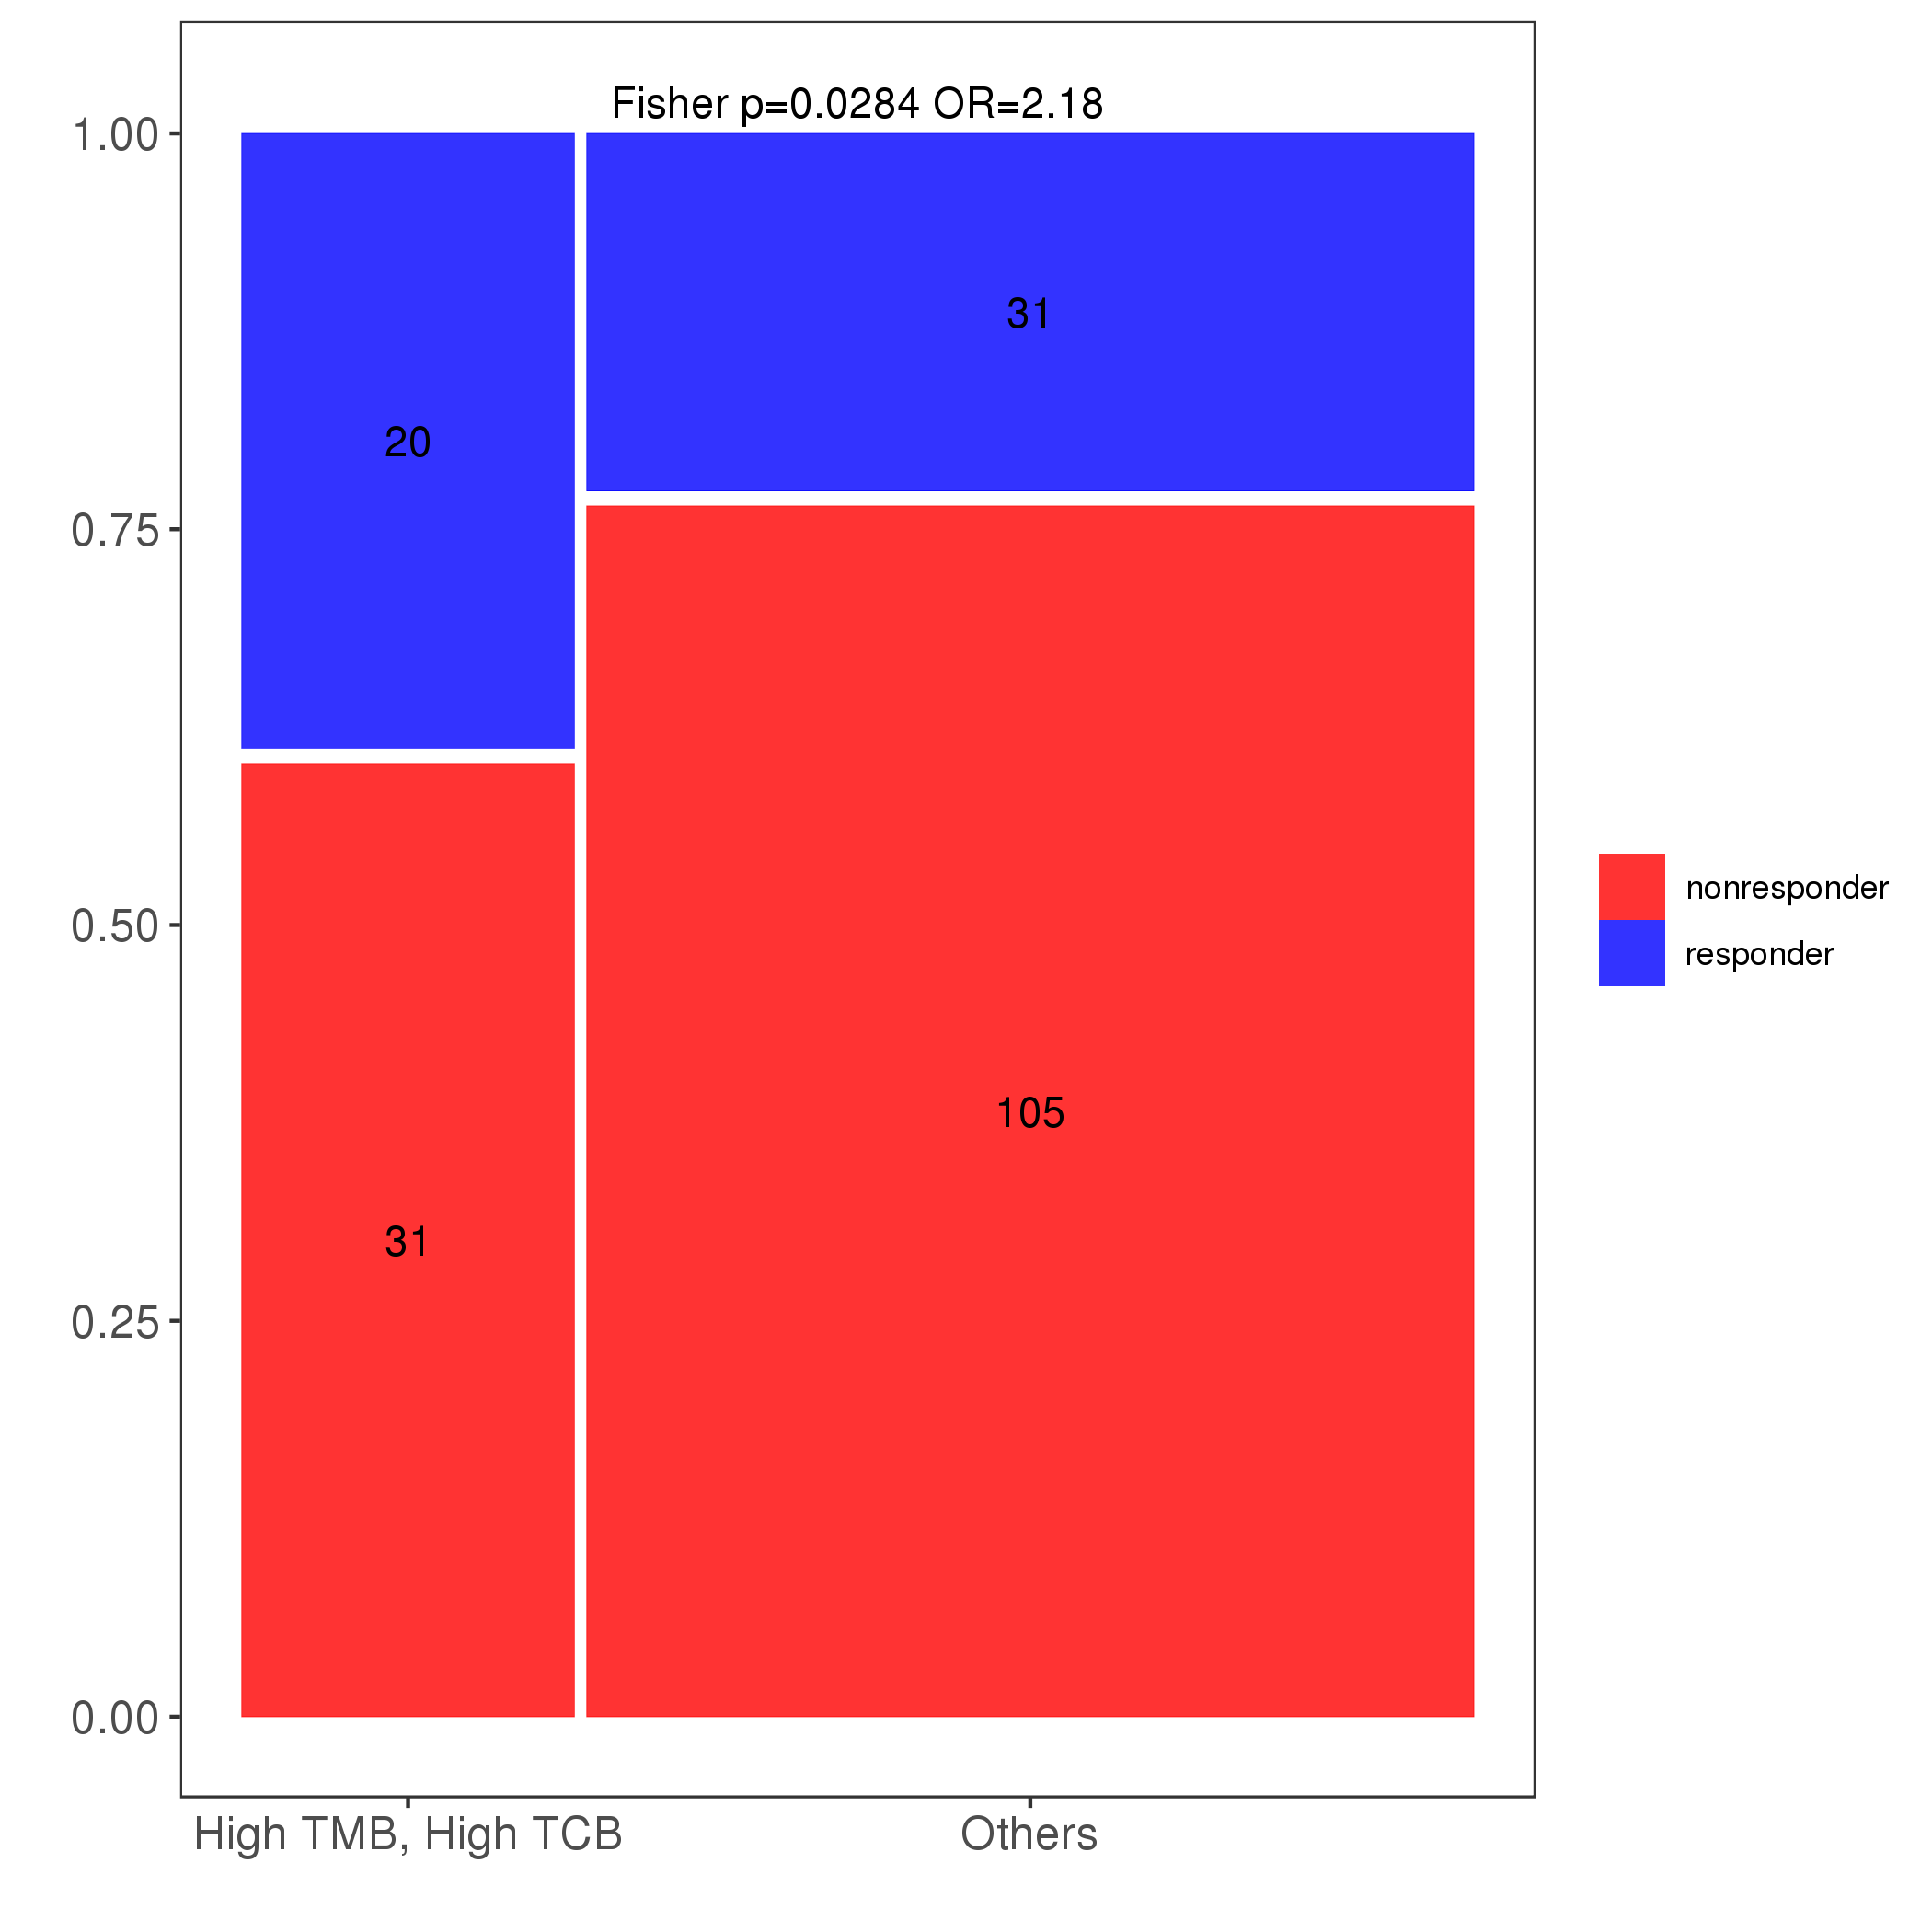 Fisher p=0.0284 OR=2.18
1.00
0.75
0.50
0.25
0.00
20
31
31
105
High TMB, High TCB
Others
nonresponder
responder